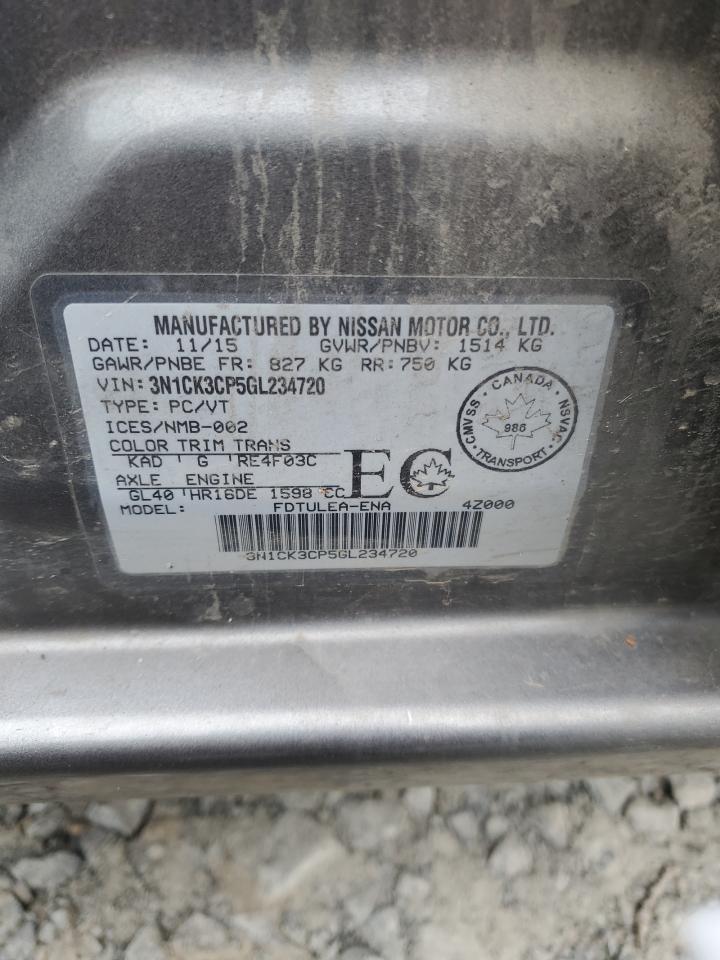 MANUFACTURED BY NISSAN MOTOR CO., LTD.
DATE: 11/15 GVWR/PNBV: 1514 KG
GAWR/PNBE FR: 827 KG RR: 750 KG
VIN: 3N1CK3CP5GL234720
TYPE: PC/VT
ICES/NMB-002
COLOR TRIM TRANS
KAD ' G ' RE4F03C
AXLE ENGINE
GL40 ' HR16DE 1598 CC
MODEL: FDTULEA-ENA 4Z000
3N1CK3CP5GL234720
EC
CANADA
CMVSS · NSVAC
986
TRANSPORT